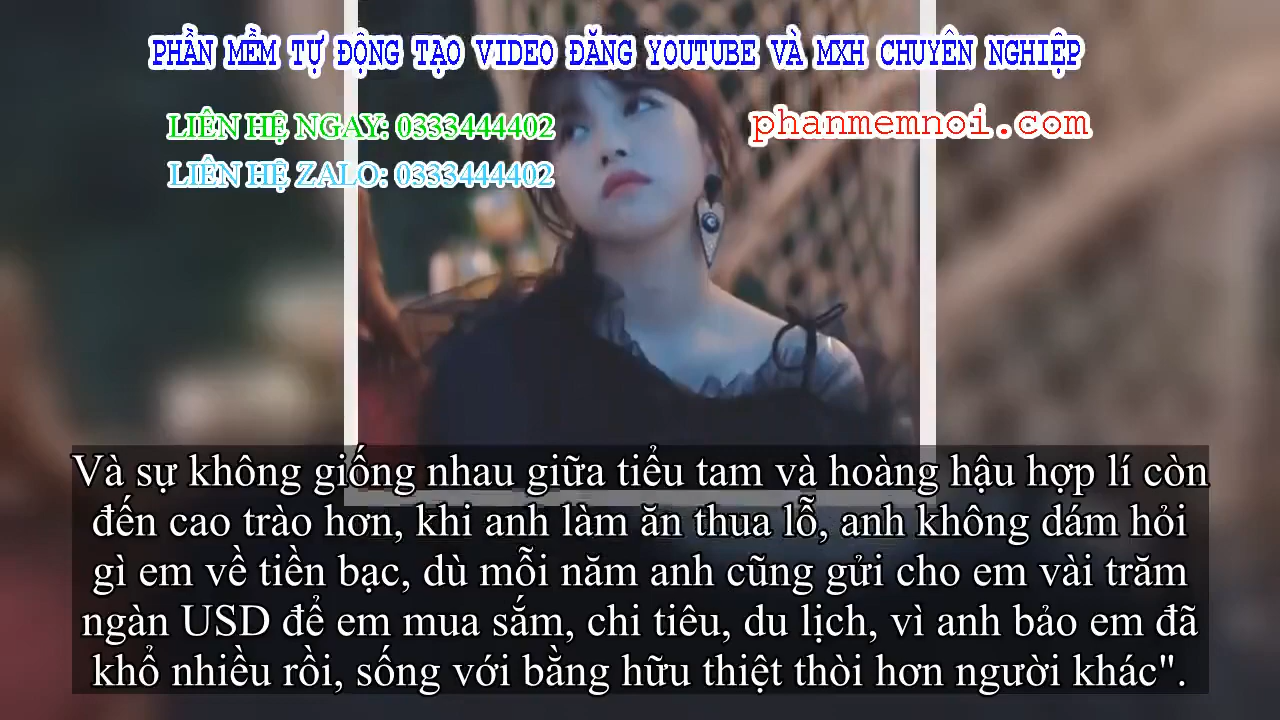 PHẦN MỀM TỰ ĐỘNG TẠO VIDEO ĐĂNG YOUTUBE VÀ MXH CHUYÊN NGHIỆP
LIÊN HỆ NGAY: 0333444402
phanmemnoi.com
LIÊN HỆ ZALO: 0333444402
Và sự không giống nhau giữa tiểu tam và hoàng hậu hợp lí còn
đến cao trào hơn, khi anh làm ăn thua lỗ, anh không dám hỏi
gì em về tiền bạc, dù mỗi năm anh cũng gửi cho em vài trăm
ngàn USD để em mua sắm, chi tiêu, du lịch, vì anh bảo em đã
khổ nhiều rồi, sống với bằng hữu thiệt thòi hơn người khác".